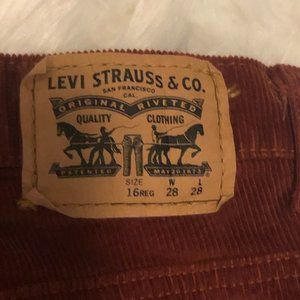 LEVI STRAUSS & CO.
SAN FRANCISCO
CAL.
ORIGINAL RIVETED
QUALITY CLOTHING
PATENTED MAY 20 1873
SIZE W L
16REG 28 28